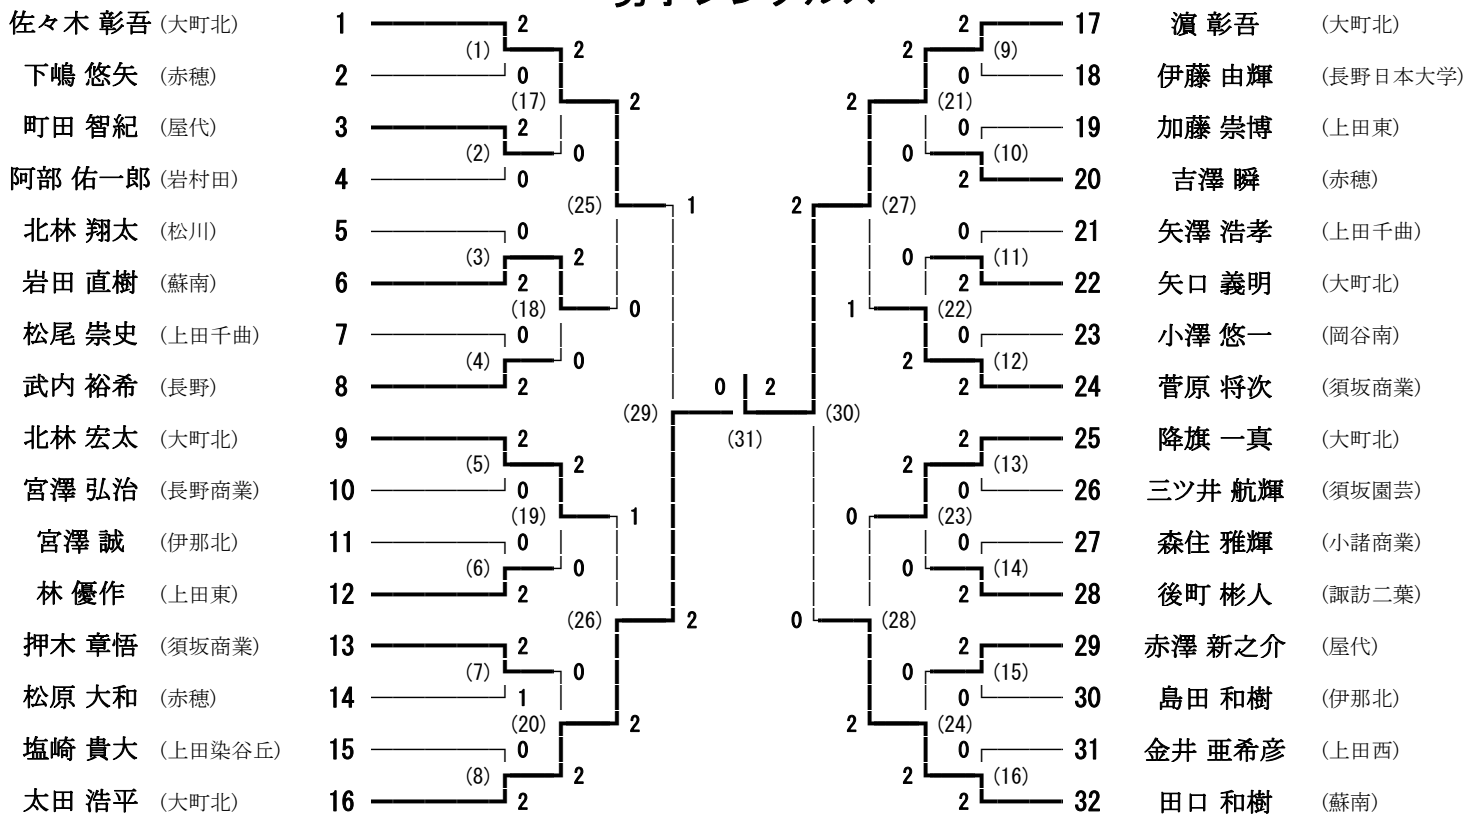 佐々木 彰吾 (大町北) 1 2 2 17 濵 彰吾 (大町北)
(1) 2 2 (9)
下嶋 悠矢 (赤穂) 2 0 0 18 伊藤 由輝 (長野日本大学)
(17) 2 2 (21)
町田 智紀 (屋代) 3 2 0 19 加藤 崇博 (上田東)
(2) 0 0 (10)
阿部 佑一郎 (岩村田) 4 0 2 20 吉澤 瞬 (赤穂)
(25) 1 2 (27)
北林 翔太 (松川) 5 0 0 21 矢澤 浩孝 (上田千曲)
(3) 2 0 (11)
岩田 直樹 (蘇南) 6 2 2 22 矢口 義明 (大町北)
(18) 0 1 (22)
松尾 崇史 (上田千曲) 7 0 0 23 小澤 悠一 (岡谷南)
(4) 0 2 (12)
武内 裕希 (長野) 8 2 0 2 2 24 菅原 将次 (須坂商業)
(29) (30)
北林 宏太 (大町北) 9 2 (31) 2 25 降旗 一真 (大町北)
(5) 2 2 (13)
宮澤 弘治 (長野商業) 10 0 0 26 三ツ井 航輝 (須坂園芸)
(19) 1 0 (23)
宮澤 誠 (伊那北) 11 0 0 27 森住 雅輝 (小諸商業)
(6) 0 0 (14)
林 優作 (上田東) 12 2 2 28 後町 彬人 (諏訪二葉)
(26) 2 0 (28)
押木 章悟 (須坂商業) 13 2 2 29 赤澤 新之介 (屋代)
(7) 0 0 (15)
松原 大和 (赤穂) 14 1 0 30 島田 和樹 (伊那北)
(20) 2 2 (24)
塩崎 貴大 (上田染谷丘) 15 0 0 31 金井 亜希彦 (上田西)
(8) 2 2 (16)
太田 浩平 (大町北) 16 2 2 32 田口 和樹 (蘇南)